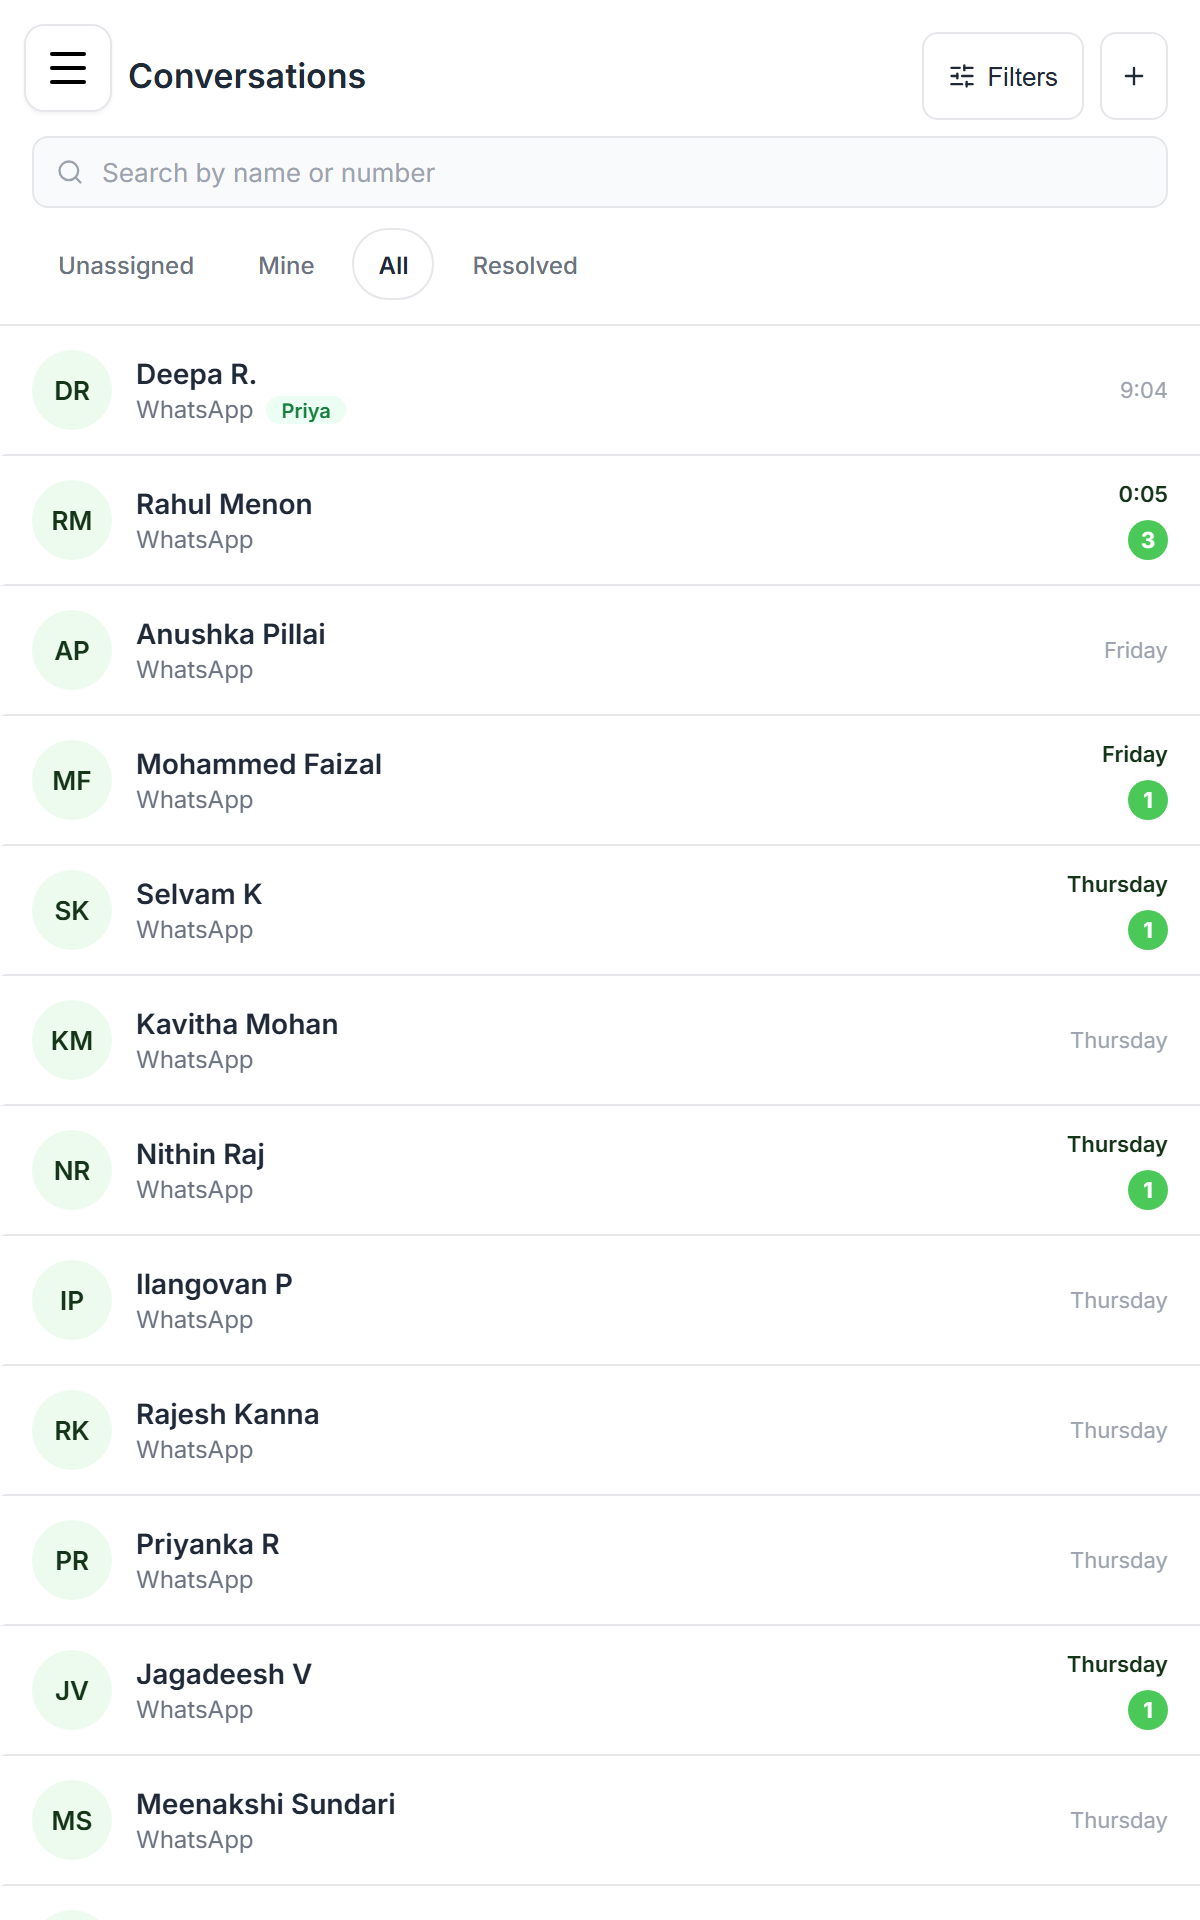 Conversations
Filters
+
Search by name or number
Unassigned Mine All Resolved
DR Deepa R. 9:04
WhatsApp Priya
RM Rahul Menon 0:05
WhatsApp 3
AP Anushka Pillai Friday
WhatsApp
MF Mohammed Faizal Friday
WhatsApp 1
SK Selvam K Thursday
WhatsApp 1
KM Kavitha Mohan Thursday
WhatsApp
NR Nithin Raj Thursday
WhatsApp 1
IP Ilangovan P Thursday
WhatsApp
RK Rajesh Kanna Thursday
WhatsApp
PR Priyanka R Thursday
WhatsApp
JV Jagadeesh V Thursday
WhatsApp 1
MS Meenakshi Sundari Thursday
WhatsApp